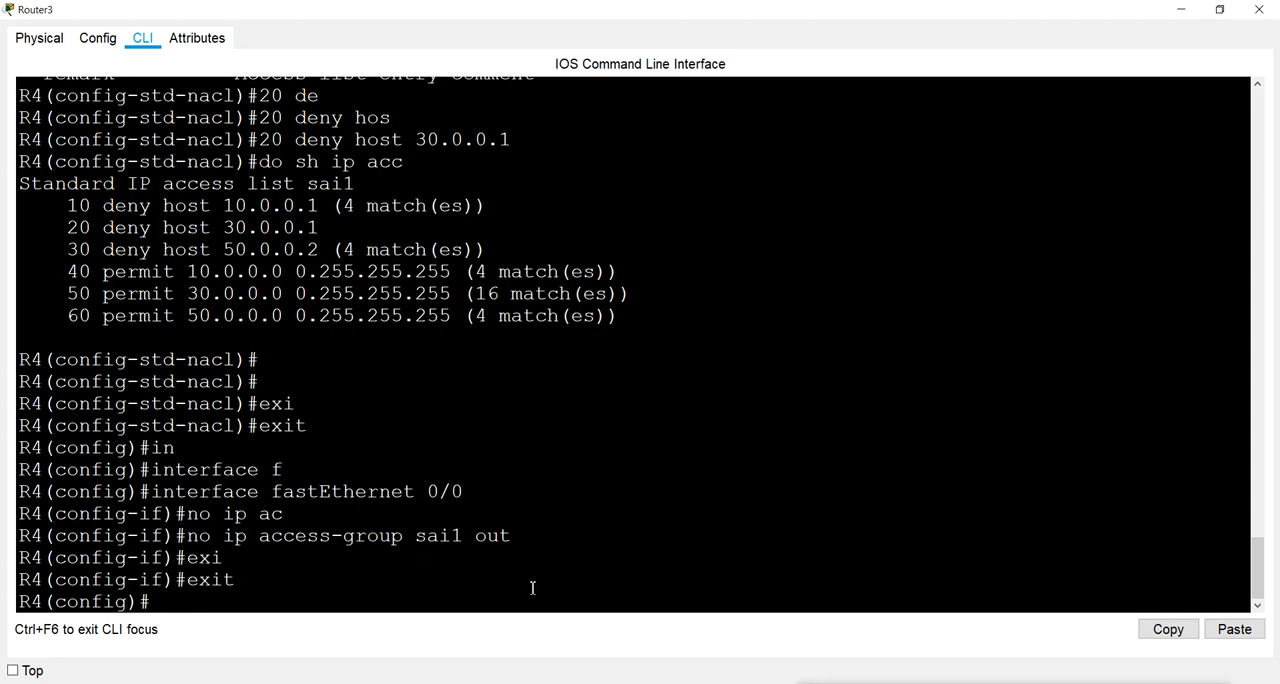 Router3
Physical Config CLI Attributes
IOS Command Line Interface
R4(config-std-nacl)#20 de
R4(config-std-nacl)#20 deny hos
R4(config-std-nacl)#20 deny host 30.0.0.1
R4(config-std-nacl)#do sh ip acc
Standard IP access list sai1
10 deny host 10.0.0.1 (4 match(es))
20 deny host 30.0.0.1
30 deny host 50.0.0.2 (4 match(es))
40 permit 10.0.0.0 0.255.255.255 (4 match(es))
50 permit 30.0.0.0 0.255.255.255 (16 match(es))
60 permit 50.0.0.0 0.255.255.255 (4 match(es))
R4(config-std-nacl)#
R4(config-std-nacl)#
R4(config-std-nacl)#exi
R4(config-std-nacl)#exit
R4(config)#in
R4(config)#interface f
R4(config)#interface fastEthernet 0/0
R4(config-if)#no ip ac
R4(config-if)#no ip access-group sai1 out
R4(config-if)#exi
R4(config-if)#exit
R4(config)#
Ctrl+F6 to exit CLI focus
Copy Paste
Top